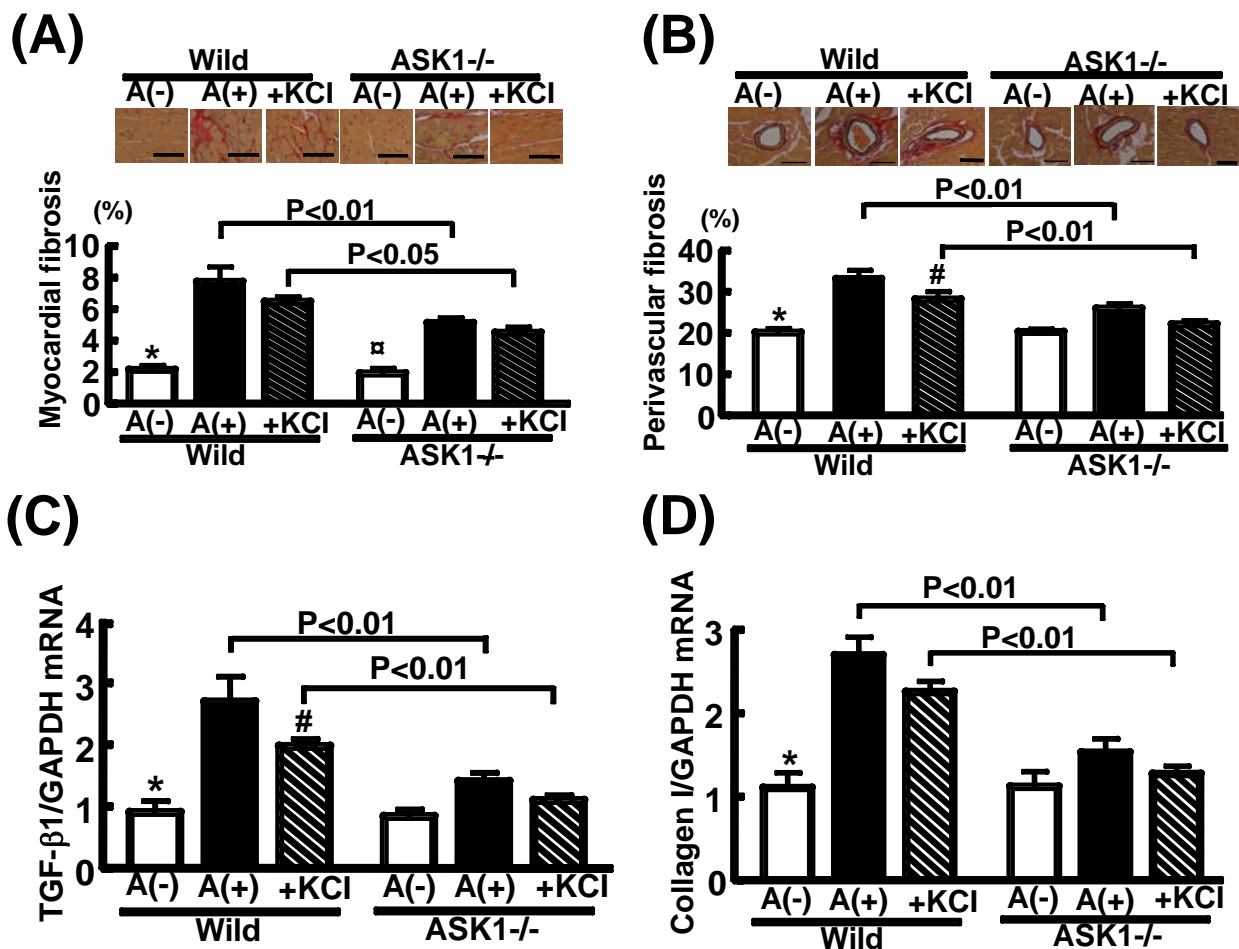 (A)
Wild ASK1-/-
A(-) A(+) +KCl A(-) A(+) +KCl
Myocardial fibrosis
(%)
P<0.01
P<0.05
10
8
6
4
2
0
*
¤
A(-) A(+) +KCl A(-) A(+) +KCl
Wild ASK1-/-
(B)
Wild ASK1-/-
A(-) A(+) +KCl A(-) A(+) +KCl
Perivascular fibrosis
(%)
P<0.01
P<0.01
40
30
20
10
0
*
#
A(-) A(+) +KCl A(-) A(+) +KCl
Wild ASK1-/-
(C)
TGF-β1/GAPDH mRNA
P<0.01
P<0.01
4
3
2
1
0
*
#
A(-) A(+) +KCl A(-) A(+) +KCl
Wild ASK1-/-
(D)
Collagen I/GAPDH mRNA
P<0.01
P<0.01
3
2
1
0
*
A(-) A(+) +KCl A(-) A(+) +KCl
Wild ASK1-/-